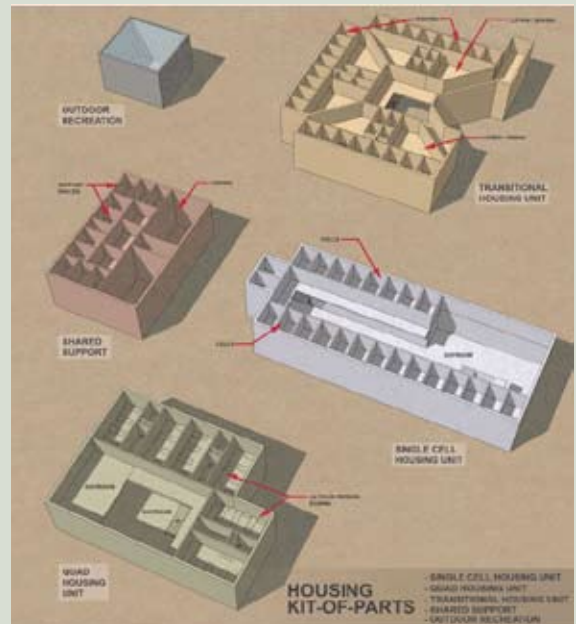 OUTDOOR
RECREATION
TRANSITIONAL
HOUSING UNIT
CELLS
SHARED
SUPPORT
CELLS
DAYROOM
SINGLE CELL
HOUSING UNIT
DAYROOM
DAYROOM
QUAD
HOUSING
UNIT
HOUSING
KIT-OF-PARTS
- SINGLE CELL HOUSING UNIT
- QUAD HOUSING UNIT
- TRANSITIONAL HOUSING UNIT
- SHARED SUPPORT
- OUTDOOR RECREATION